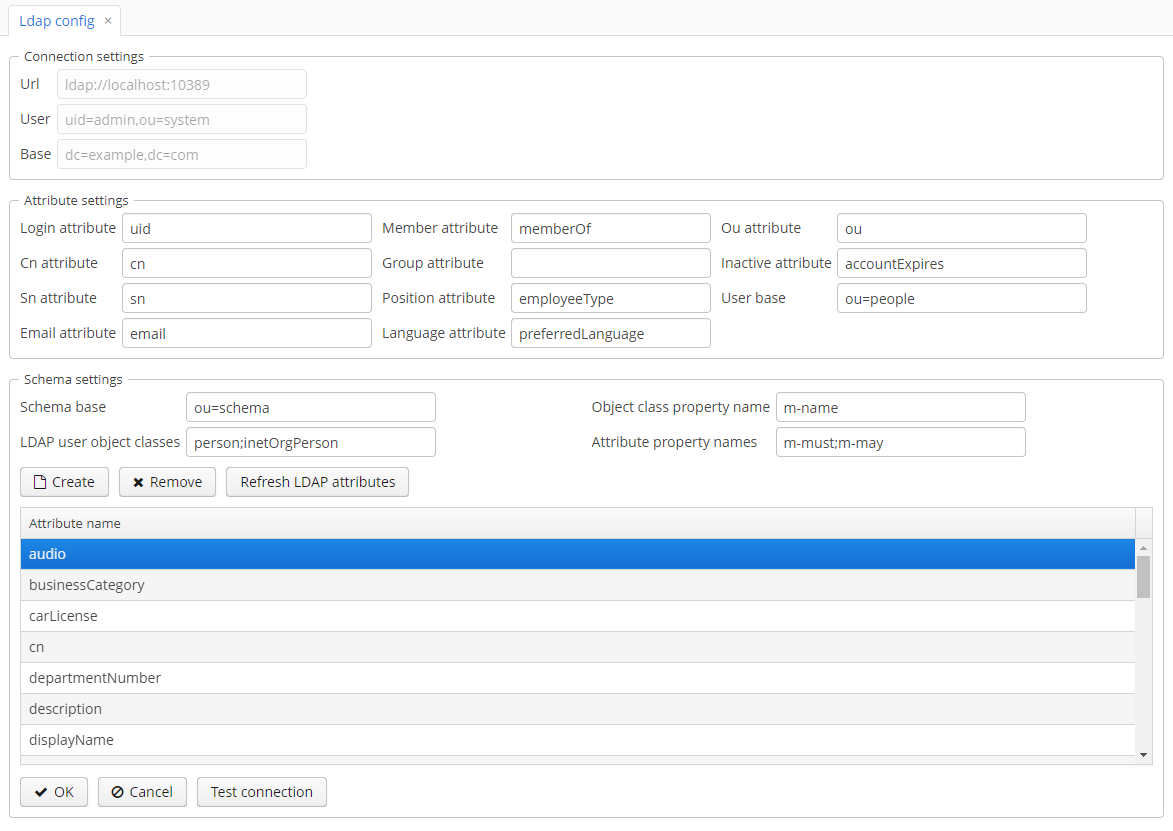 Ldap config ×
Connection settings
Url ldap://localhost:10389
User uid=admin,ou=system
Base dc=example,dc=com
Attribute settings
Login attribute uid Member attribute memberOf Ou attribute ou
Cn attribute cn Group attribute Inactive attribute accountExpires
Sn attribute sn Position attribute employeeType User base ou=people
Email attribute email Language attribute preferredLanguage
Schema settings
Schema base ou=schema Object class property name m-name
LDAP user object classes person;inetOrgPerson Attribute property names m-must;m-may
Create Remove Refresh LDAP attributes
Attribute name
audio
businessCategory
carLicense
cn
departmentNumber
description
displayName
OK Cancel Test connection